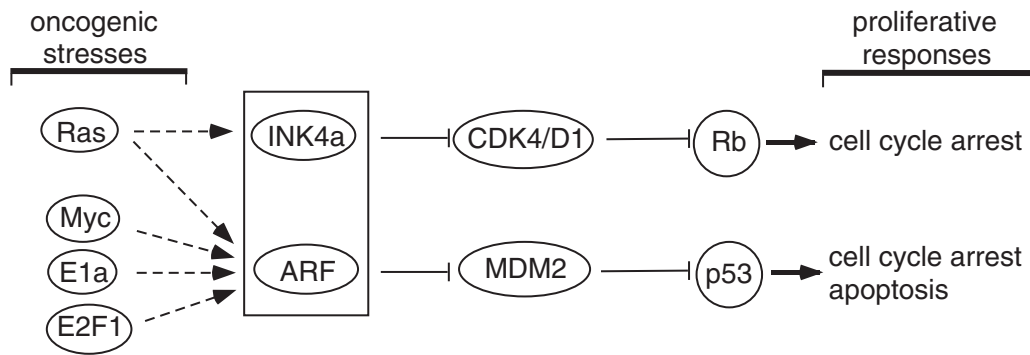 oncogenic
stresses
proliferative
responses
Ras
INK4a
CDK4/D1
Rb
cell cycle arrest
Myc
E1a
ARF
MDM2
p53
cell cycle arrest
apoptosis
E2F1